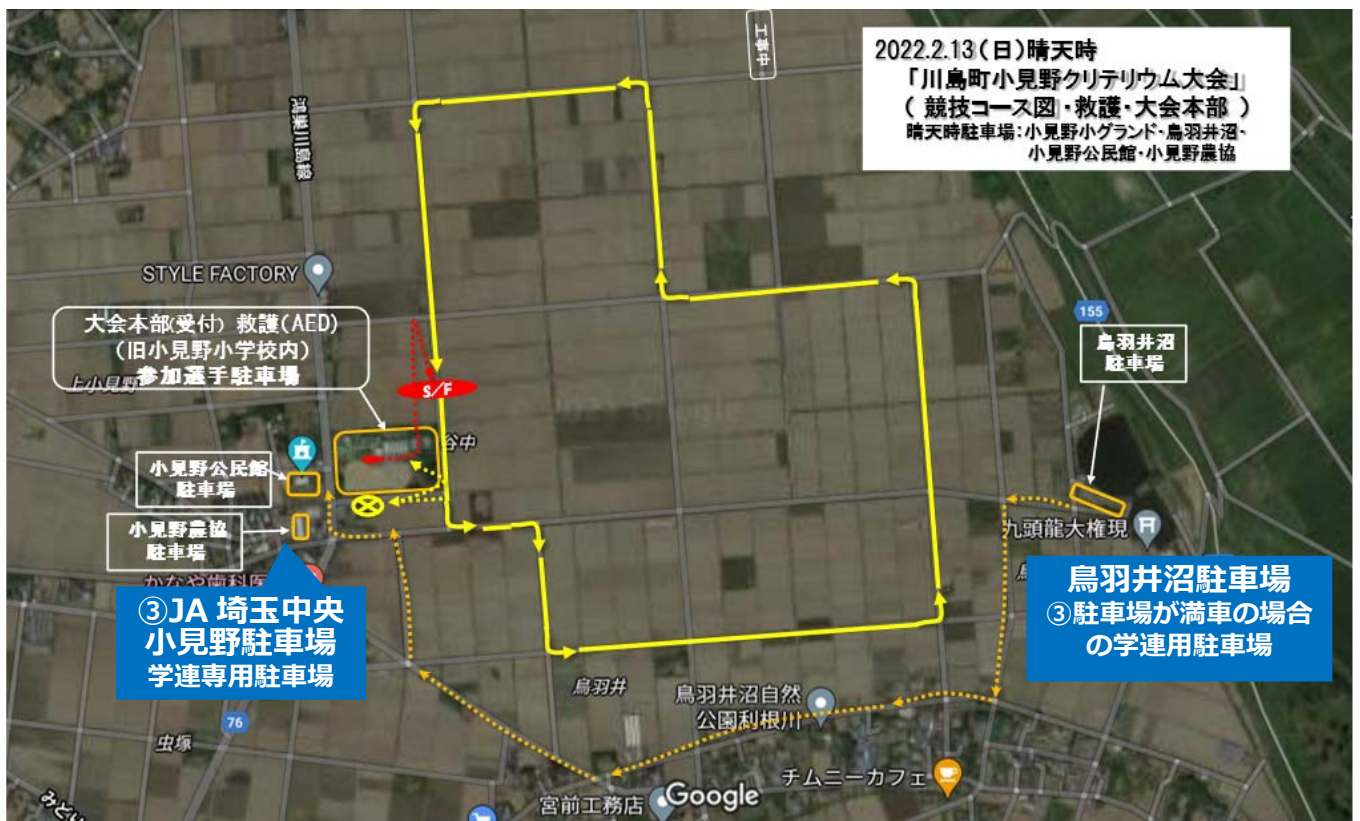 2022.2.13(日)晴天時
「川島町小見野クリテリウム大会」
( 競技コース図・救護・大会本部 )
晴天時駐車場:小見野小グランド・鳥羽井沼・
小見野公民館・小見野農協
工事中
鴻巣川島線
STYLE FACTORY
大会本部(受付) 救護(AED)
(旧小見野小学校内)
参加選手駐車場
上小見野
S/F
谷中
155
鳥羽井沼
駐車場
小見野公民館
駐車場
小見野農協
駐車場
九頭龍大権現
かなや歯科医
③JA 埼玉中央
小見野駐車場
学連専用駐車場
鳥羽井沼駐車場
③駐車場が満車の場合
の学連用駐車場
鳥羽井
鳥羽井沼自然
公園利根川
76
虫塚
チムニーカフェ
宮前工務店
Google